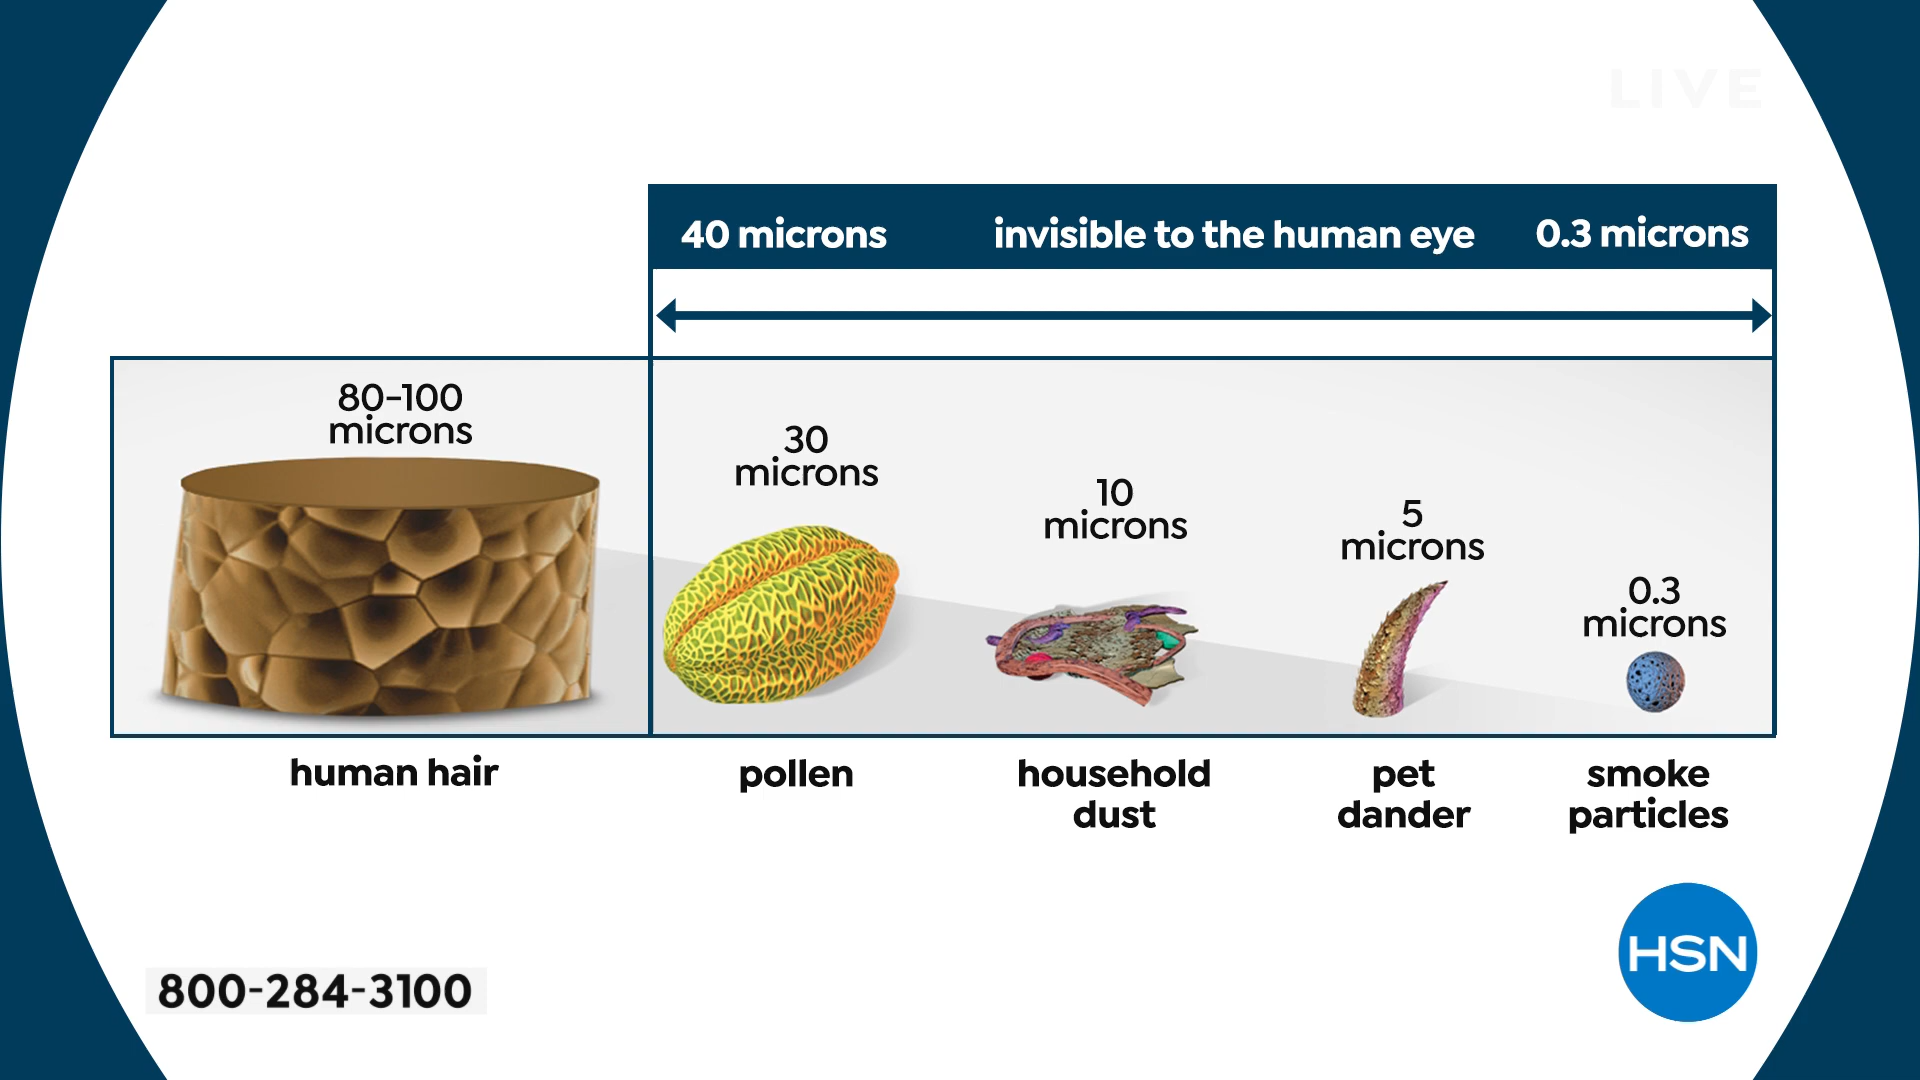 LIVE
40 microns invisible to the human eye 0.3 microns
80-100
microns
30
microns
10
microns
5
microns
0.3
microns
human hair
pollen
household
dust
pet
dander
smoke
particles
HSN
800-284-3100